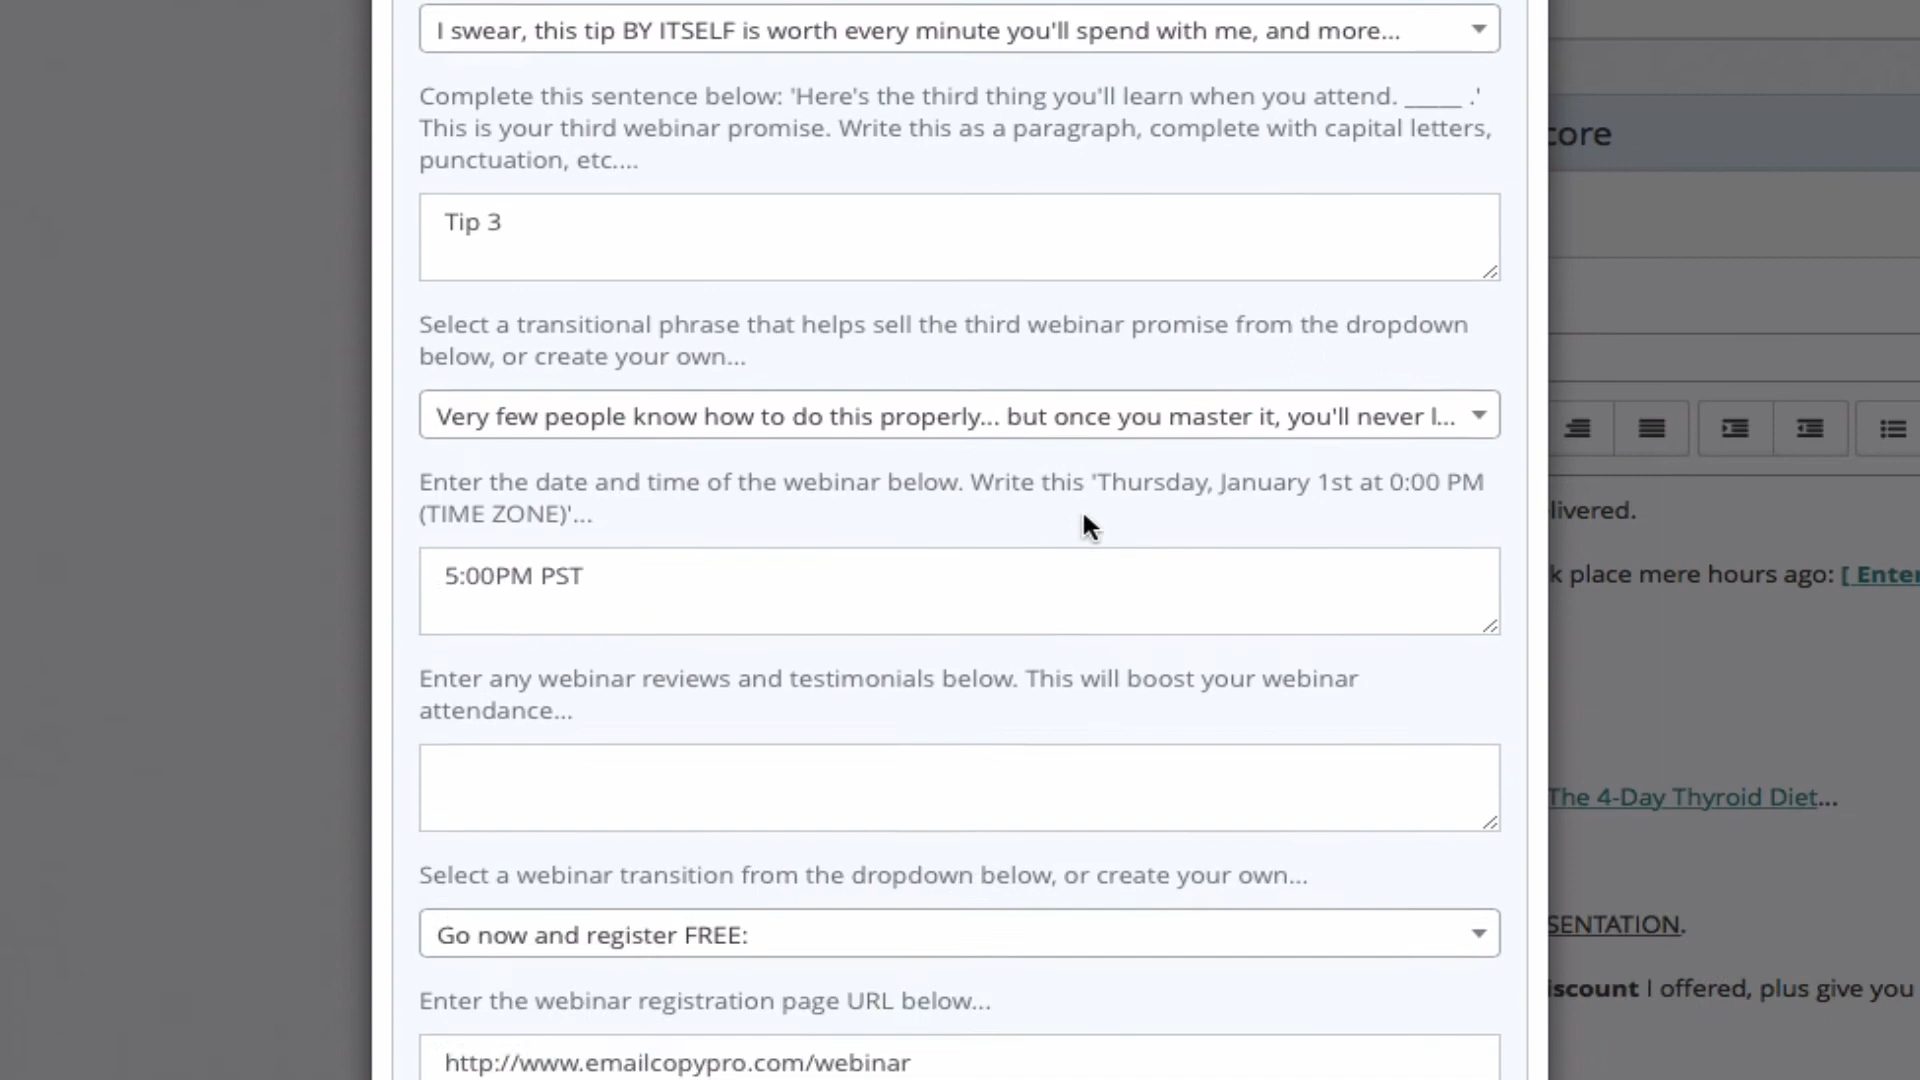 I swear, this tip BY ITSELF is worth every minute you'll spend with me, and more...
Complete this sentence below: 'Here's the third thing you'll learn when you attend. _____ .'
This is your third webinar promise. Write this as a paragraph, complete with capital letters,
punctuation, etc....
core
Tip 3
Select a transitional phrase that helps sell the third webinar promise from the dropdown
below, or create your own...
Very few people know how to do this properly... but once you master it, you'll never l...
Enter the date and time of the webinar below. Write this 'Thursday, January 1st at 0:00 PM
(TIME ZONE)'...
livered.
5:00PM PST
k place mere hours ago: [ Enter
Enter any webinar reviews and testimonials below. This will boost your webinar
attendance...
The 4-Day Thyroid Diet...
Select a webinar transition from the dropdown below, or create your own...
Go now and register FREE:
SENTATION.
iscount I offered, plus give you
Enter the webinar registration page URL below...
http://www.emailcopypro.com/webinar